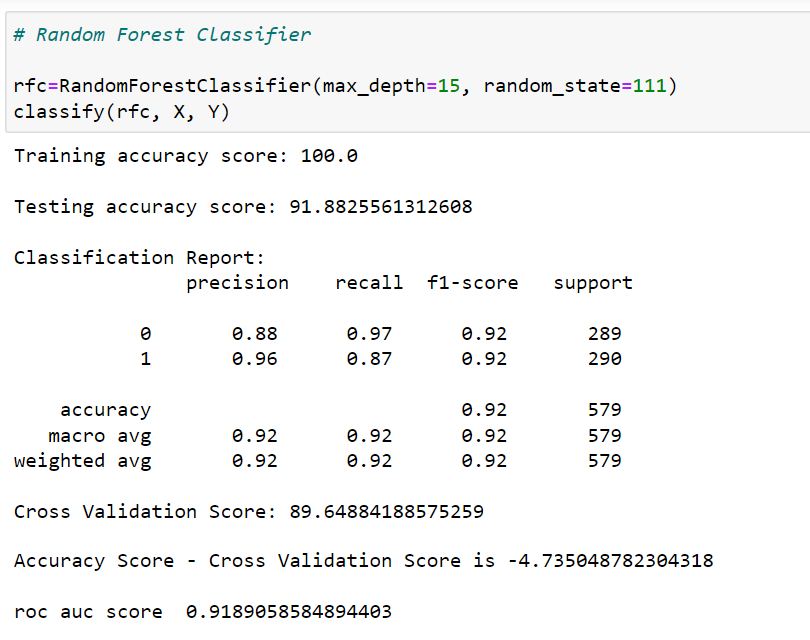 # Random Forest Classifier
rfc=RandomForestClassifier(max_depth=15, random_state=111)
classify(rfc, X, Y)
Training accuracy score: 100.0
Testing accuracy score: 91.8825561312608
Classification Report:
precision recall f1-score support
0 0.88 0.97 0.92 289
1 0.96 0.87 0.92 290
accuracy 0.92 579
macro avg 0.92 0.92 0.92 579
weighted avg 0.92 0.92 0.92 579
Cross Validation Score: 89.64884188575259
Accuracy Score - Cross Validation Score is -4.735048782304318
roc auc score 0.9189058584894403